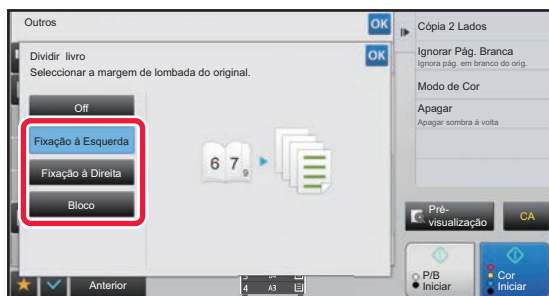 Outros
OK
Dividir livro
OK
Seleccionar a margem de lombada do original.
Off
Fixação à Esquerda
Fixação à Direita
Bloco
6 7 9
Anterior
4 A3
Cópia 2 Lados
Ignorar Pág. Branca
Ignora pág. em branco do orig.
Modo de Cor
Apagar
Apagar sombra à volta
Pré-
visualização
CA
P/B
Iniciar
Cor
Iniciar